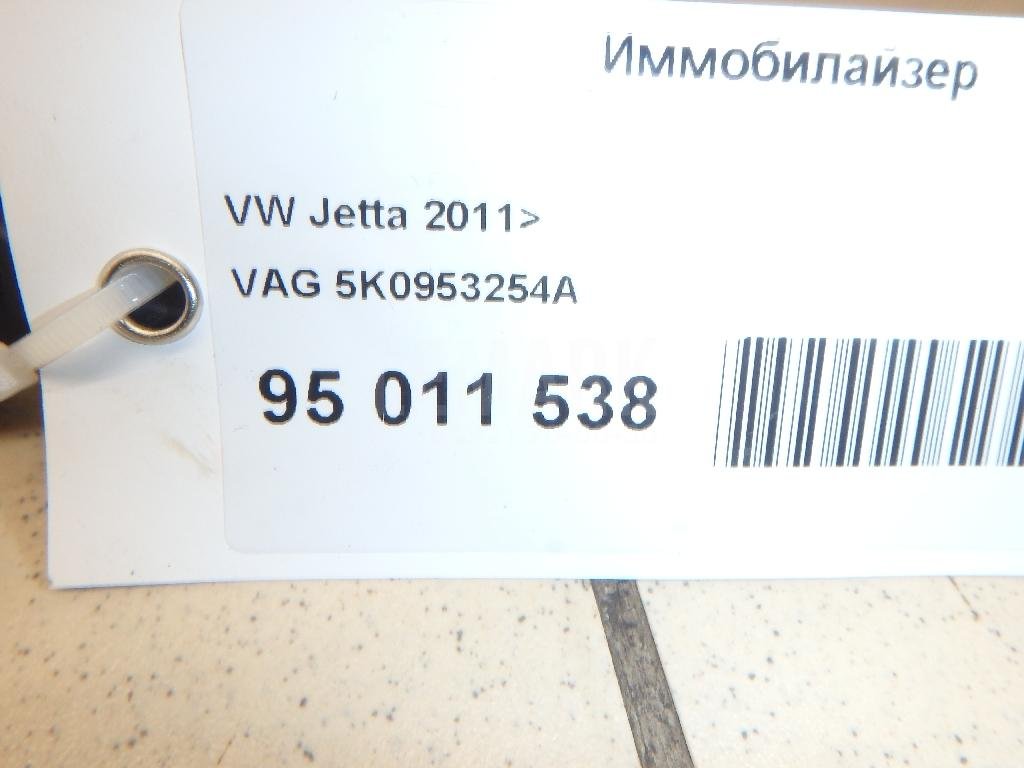 Иммобилайзер
VW Jetta 2011>
VAG 5K0953254A
95 011 538